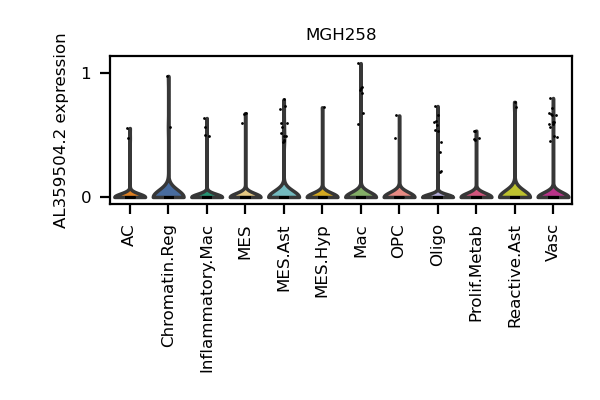 MGH258
AL359504.2 expression
1
0
AC
Chromatin.Reg
Inflammatory.Mac
MES
MES.Ast
MES.Hyp
Mac
OPC
Oligo
Prolif.Metab
Reactive.Ast
Vasc